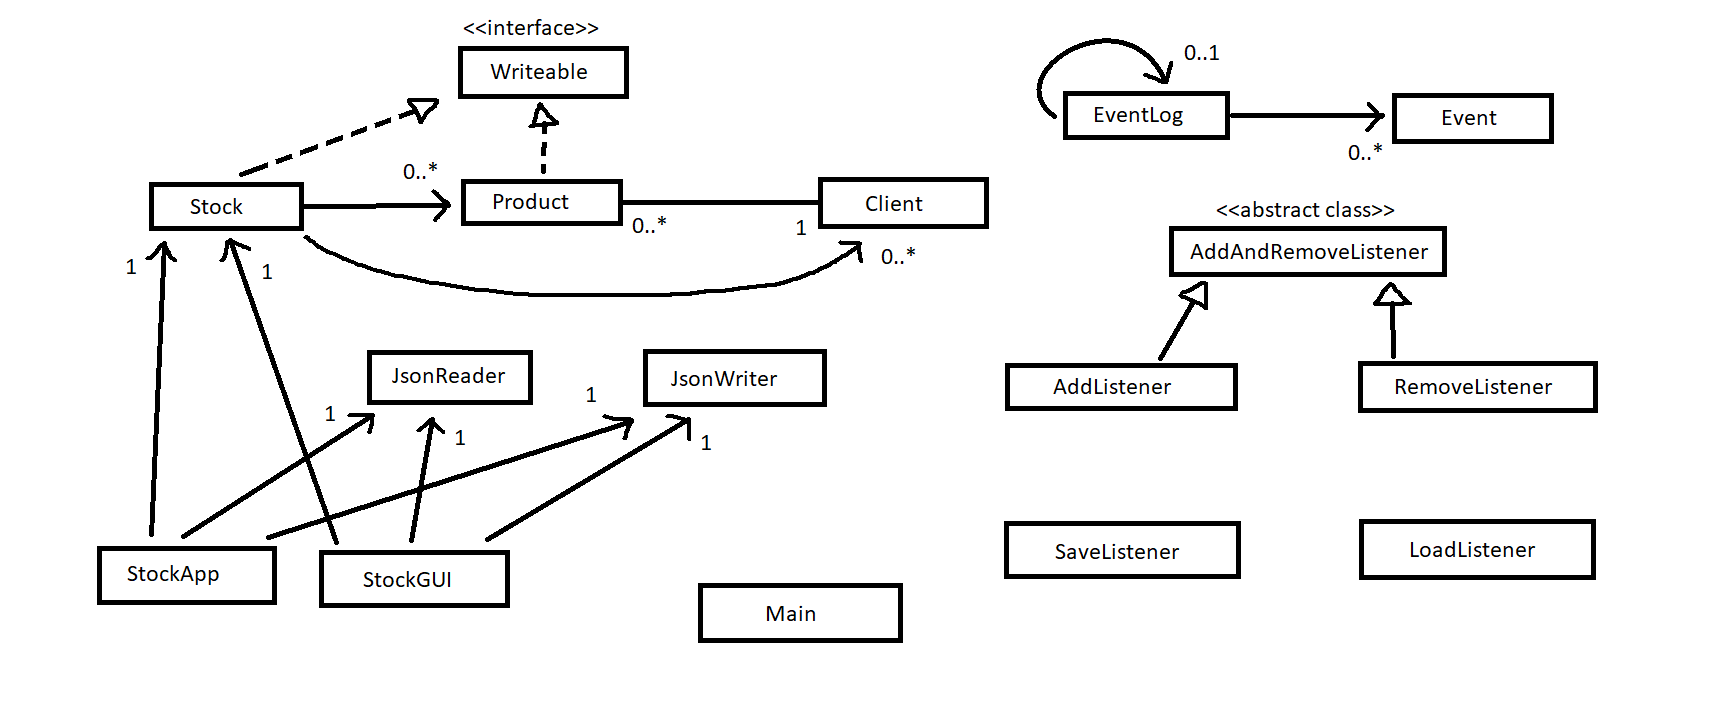 <<interface>>
Writeable
0..1
EventLog
Event
0..*
0..*
Stock
Product
Client
0..*
1
0..*
<<abstract class>>
AddAndRemoveListener
1
1
JsonReader
JsonWriter
AddListener
RemoveListener
1
1
1
1
StockApp
StockGUI
SaveListener
LoadListener
Main